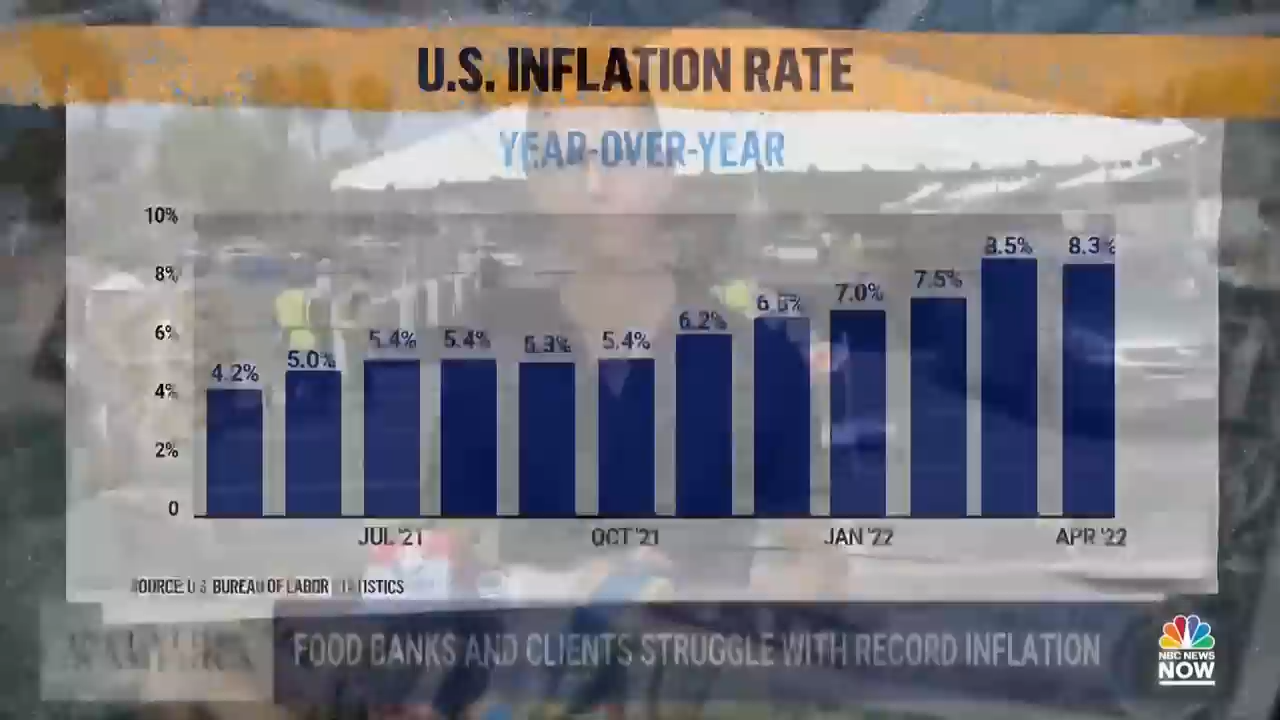 U.S. INFLATION RATE
YEAR-OVER-YEAR
10%
8%
6%
4%
2%
0
4.2%
5.0%
5.4%
5.4%
5.3%
5.4%
6.2%
6.8%
7.0%
7.5%
8.5%
8.3%
JUL '21
OCT '21
JAN '22
APR '22
SOURCE: U.S. BUREAU OF LABOR STATISTICS
FOOD BANKS AND CLIENTS STRUGGLE WITH RECORD INFLATION
NBC NEWS
NOW